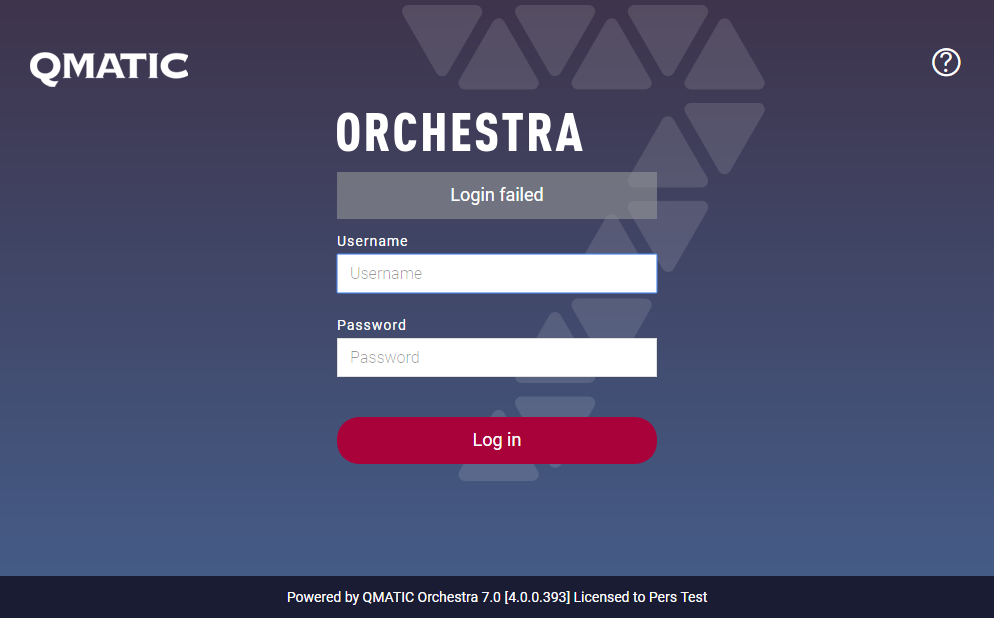 QMATIC
?
ORCHESTRA
Login failed
Username
Username
Password
Password
Log in
Powered by QMATIC Orchestra 7.0 [4.0.0.393] Licensed to Pers Test